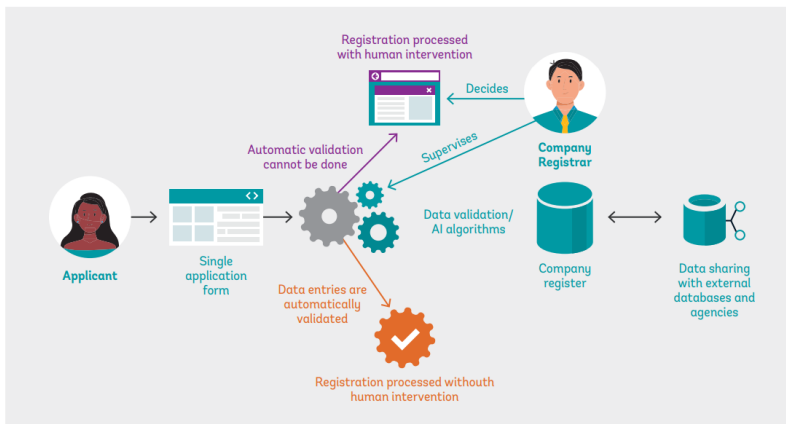 Registration processed
with human intervention
Decides
Supervises
Company
Registrar
Automatic validation
cannot be done
Applicant
Single
application
form
Data validation/
AI algorithms
Company
register
Data sharing
with external
databases and
agencies
Data entries are
automatically
validated
Registration processed withouth
human intervention